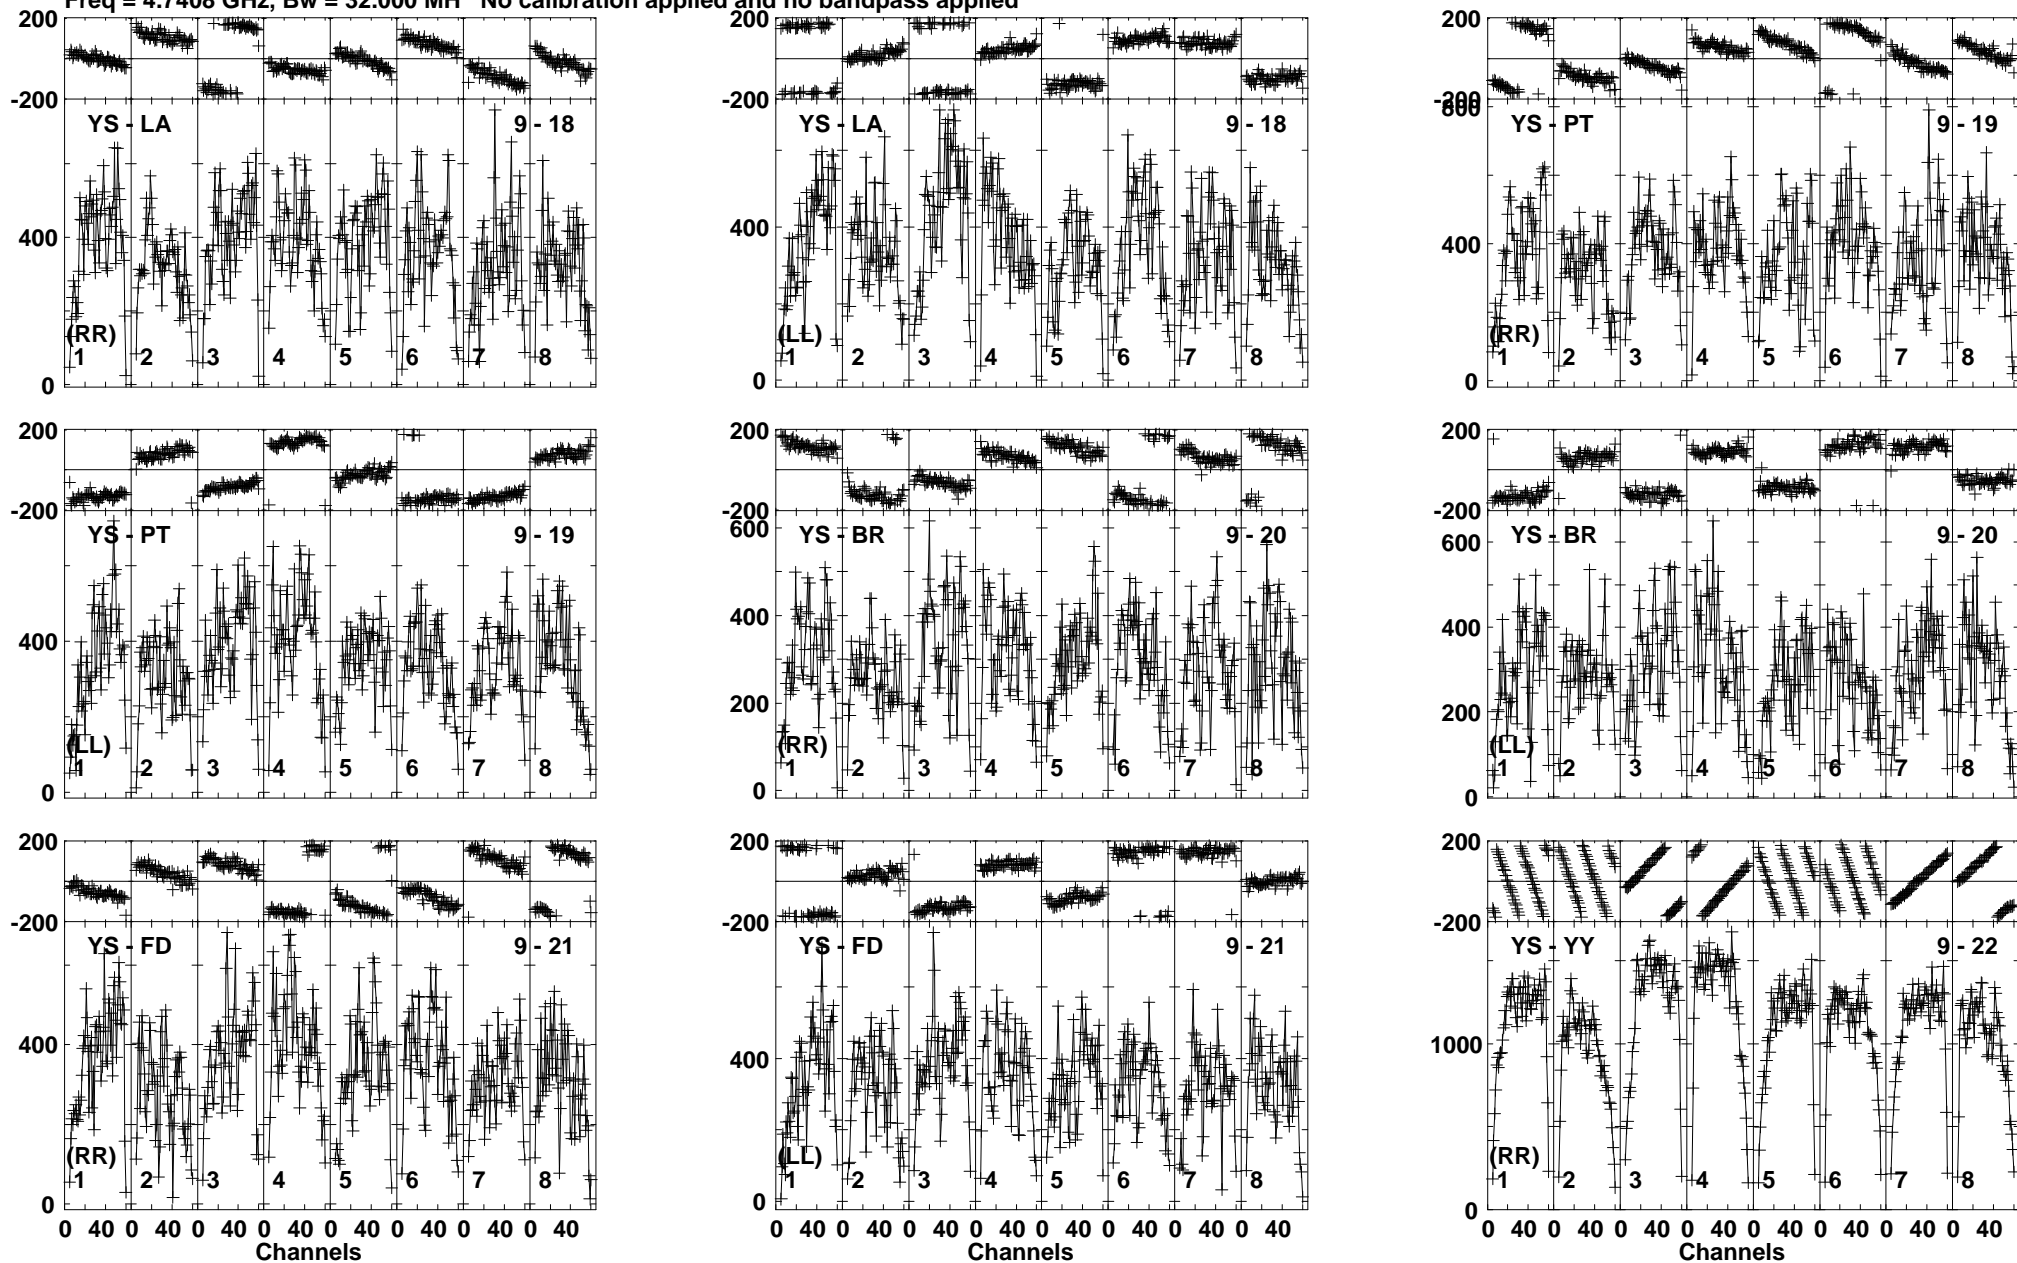 Freq = 4.7408 GHz, Bw = 32.000 MH No calibration applied and no bandpass applied
200
-200
YS - LA 9 - 18
400
(RR)
1 2 3 4 5 6 7 8
0
200
-200
YS - LA 9 - 18
400
(LL)
1 2 3 4 5 6 7 8
0
200
-200
800
YS - PT 9 - 19
400
(RR)
1 2 3 4 5 6 7 8
0
200
-200
YS - PT 9 - 19
400
(LL)
1 2 3 4 5 6 7 8
0
200
-200
600
YS - BR 9 - 20
400
200
(RR)
1 2 3 4 5 6 7 8
0
200
-200
YS - BR 9 - 20
600
400
200
(LL)
1 2 3 4 5 6 7 8
0
200
-200
YS - FD 9 - 21
400
(RR)
1 2 3 4 5 6 7 8
0
0 40 0 40 0 40 0 40 0 40 0 40 0 40 0 40
Channels
200
-200
YS - FD 9 - 21
400
(LL)
1 2 3 4 5 6 7 8
0
0 40 0 40 0 40 0 40 0 40 0 40 0 40 0 40
Channels
200
-200
YS - YY 9 - 22
1000
(RR)
1 2 3 4 5 6 7 8
0
0 40 0 40 0 40 0 40 0 40 0 40 0 40 0 40
Channels